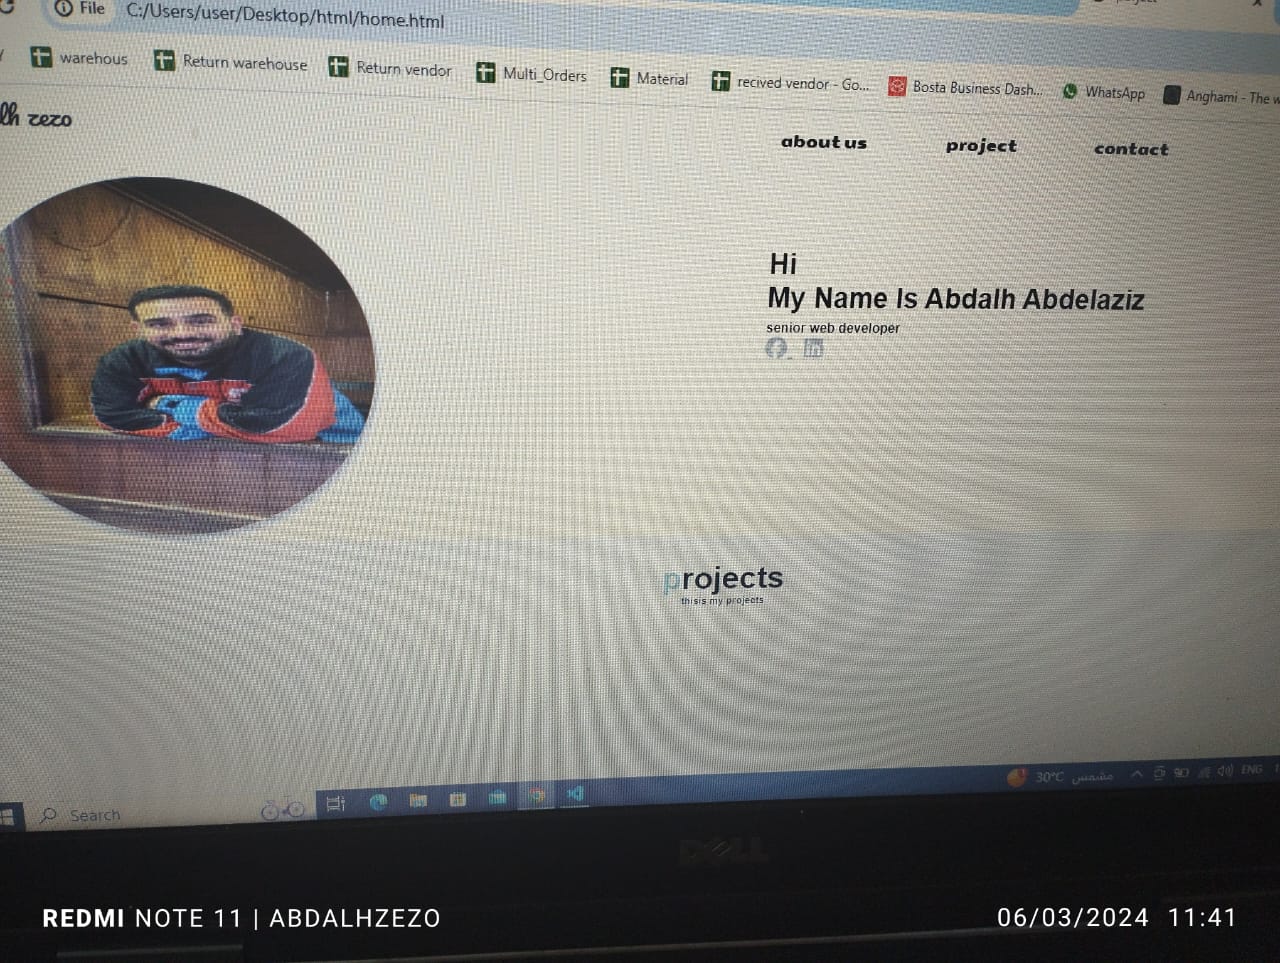 File C:/Users/user/Desktop/html/home.html
warehous Return warehouse Return vendor Multi_Orders Material recived vendor - Go... Bosta Business Dash... WhatsApp Anghami - The w
lh zezo
about us project contact
Hi
My Name Is Abdalh Abdelaziz
senior web developer
projects
thisis my projects
30°C مشمس ENG
Search
DELL
REDMI NOTE 11 | ABDALHZEZO
06/03/2024 11:41